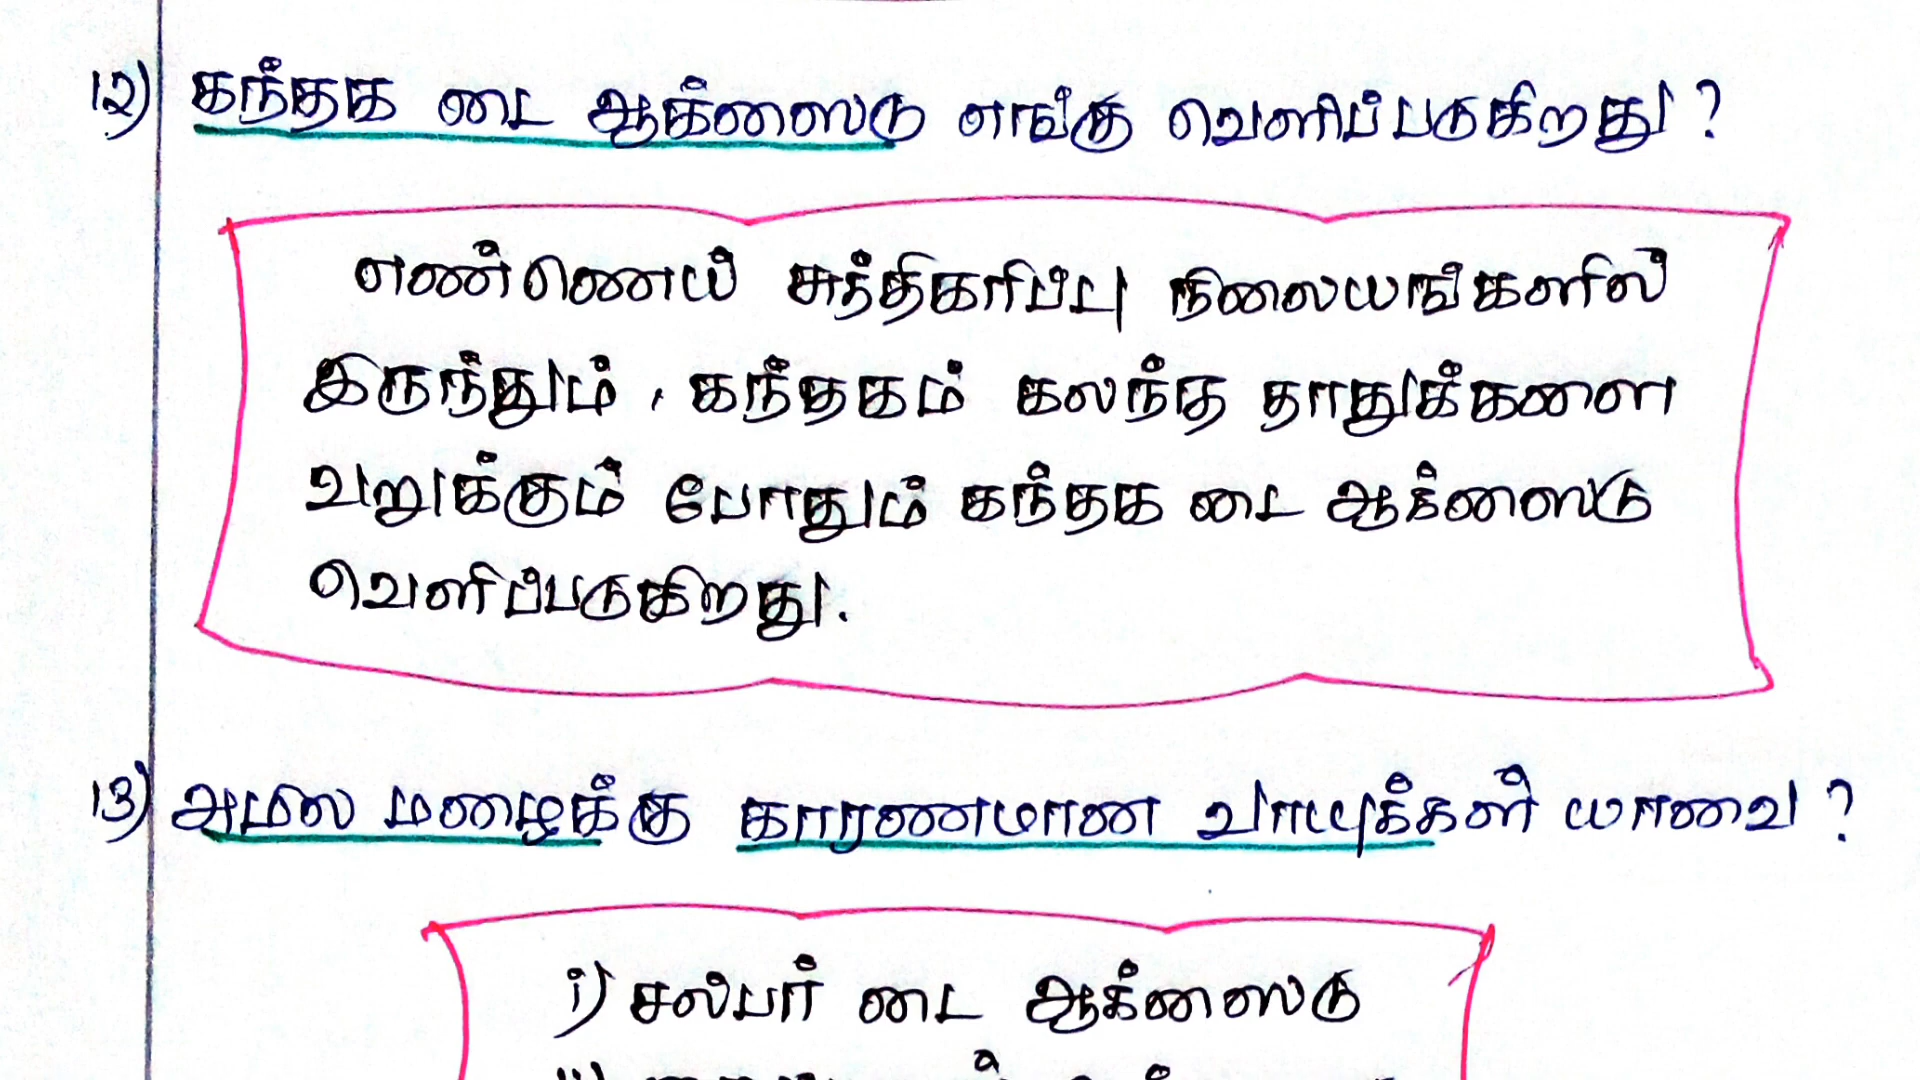 12) கந்தக டை ஆக்ஸைடு எங்கு வெளிப்படுகிறது?
எண்ணெய் சுத்திகரிப்பு நிலையங்களில்
இருந்தும், கந்தகம் கலந்த தாதுக்களை
வறுக்கும் போதும் கந்தக டை ஆக்ஸைடு
வெளிப்படுகிறது.
13) அமில மழைக்கு காரணமான வாயுக்கள் யாவை?
i) சல்பர் டை ஆக்ஸைடு